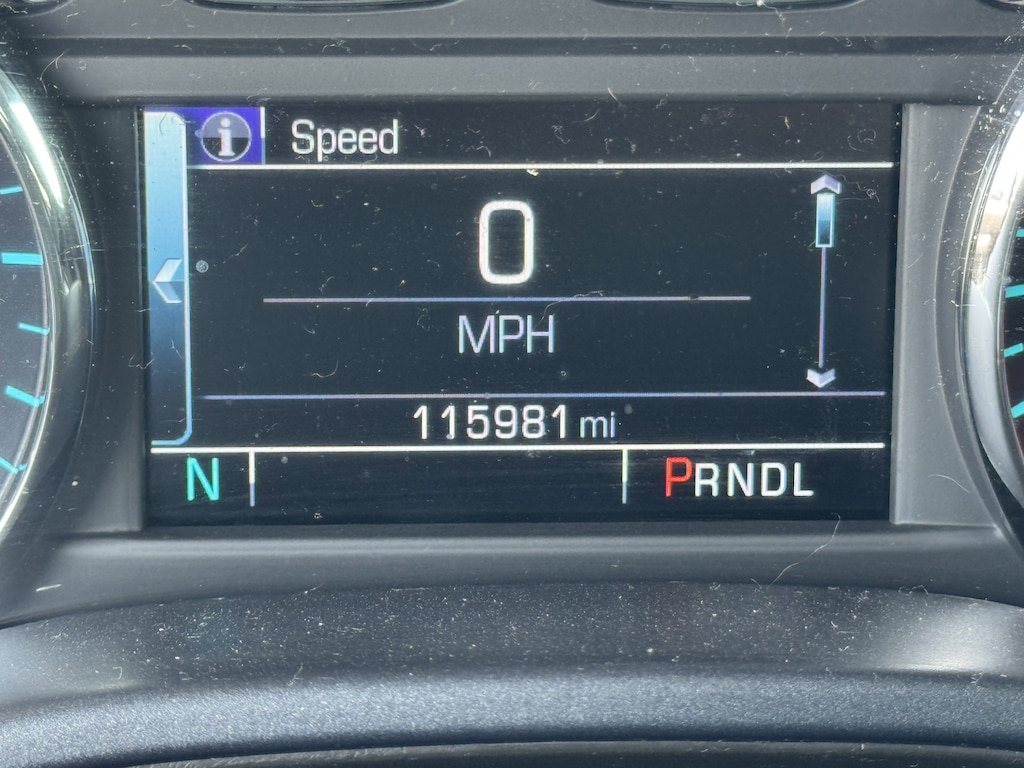 i Speed
0
MPH
115981 mi
N PRNDL